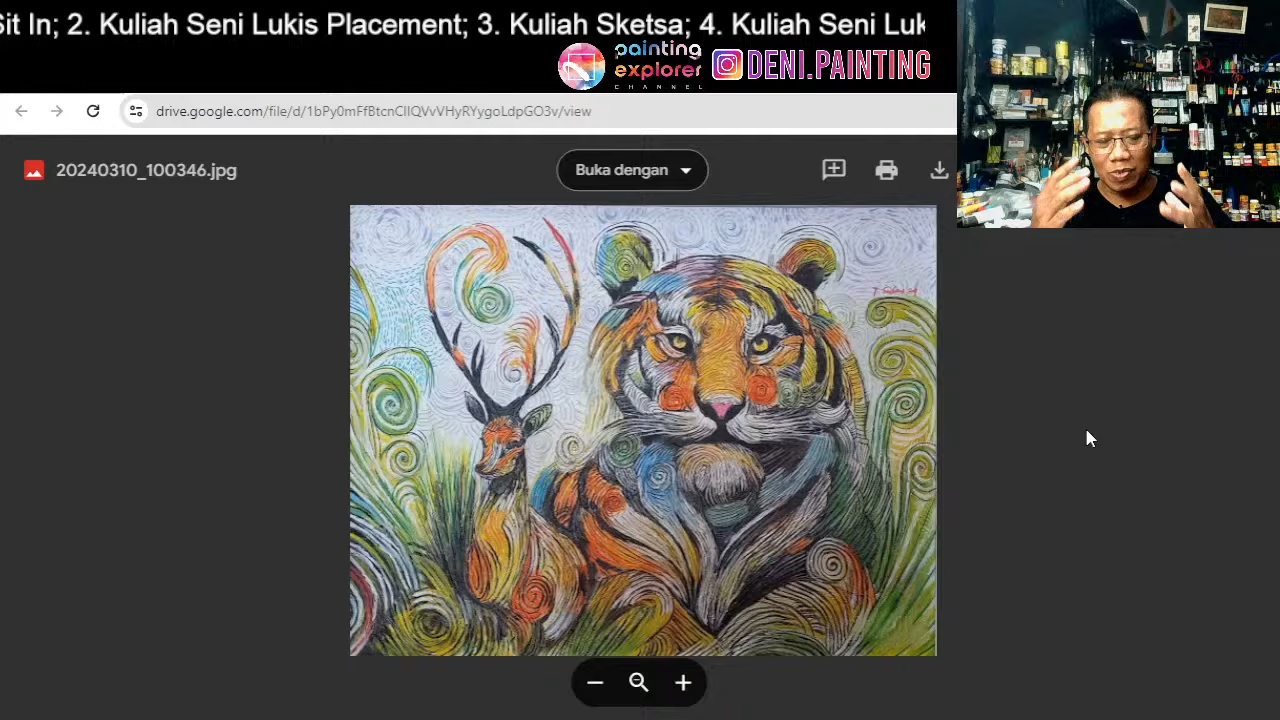 Sit In; 2. Kuliah Seni Lukis Placement; 3. Kuliah Sketsa; 4. Kuliah Seni Luk
painting
explorer
CHANNEL
DENI.PAINTING
drive.google.com/file/d/1bPy0mFfBtcnCIlQVvVHyRYygoLdpGO3v/view
20240310_100346.jpg
Buka dengan